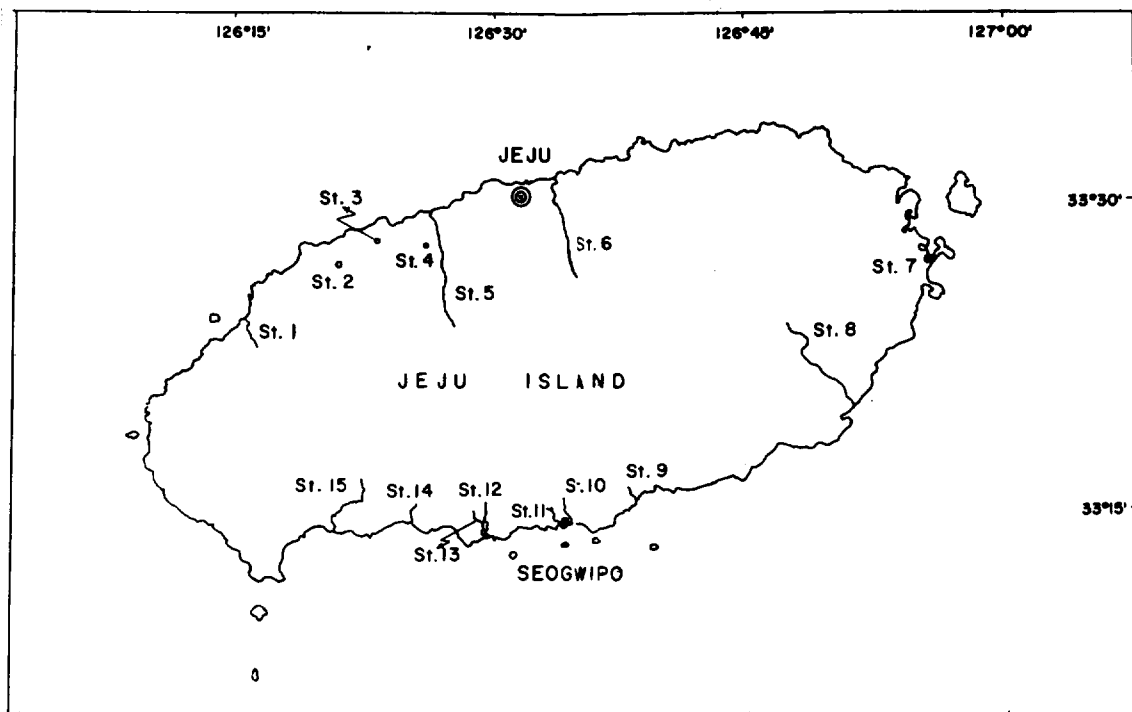 126°15' 126°30' 126°45' 127°00'
JEJU
St. 3
33°30'
St. 6
St. 4
St. 7
St. 2
St. 5
St. 1
St. 8
JEJU ISLAND
St. 9
St. 15
St. 14
St. 12
St. 10
St. 11
33°15'
St. 13
SEOGWIPO